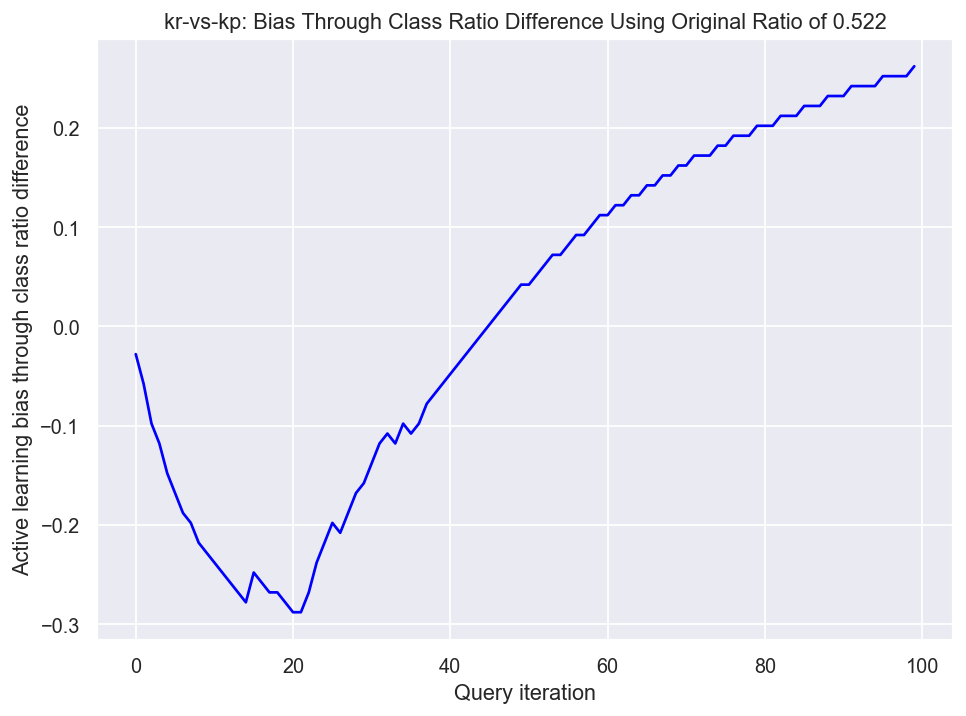 kr-vs-kp: Bias Through Class Ratio Difference Using Original Ratio of 0.522
Active learning bias through class ratio difference
0.2
0.1
0.0
−0.1
−0.2
−0.3
0 20 40 60 80 100
Query iteration